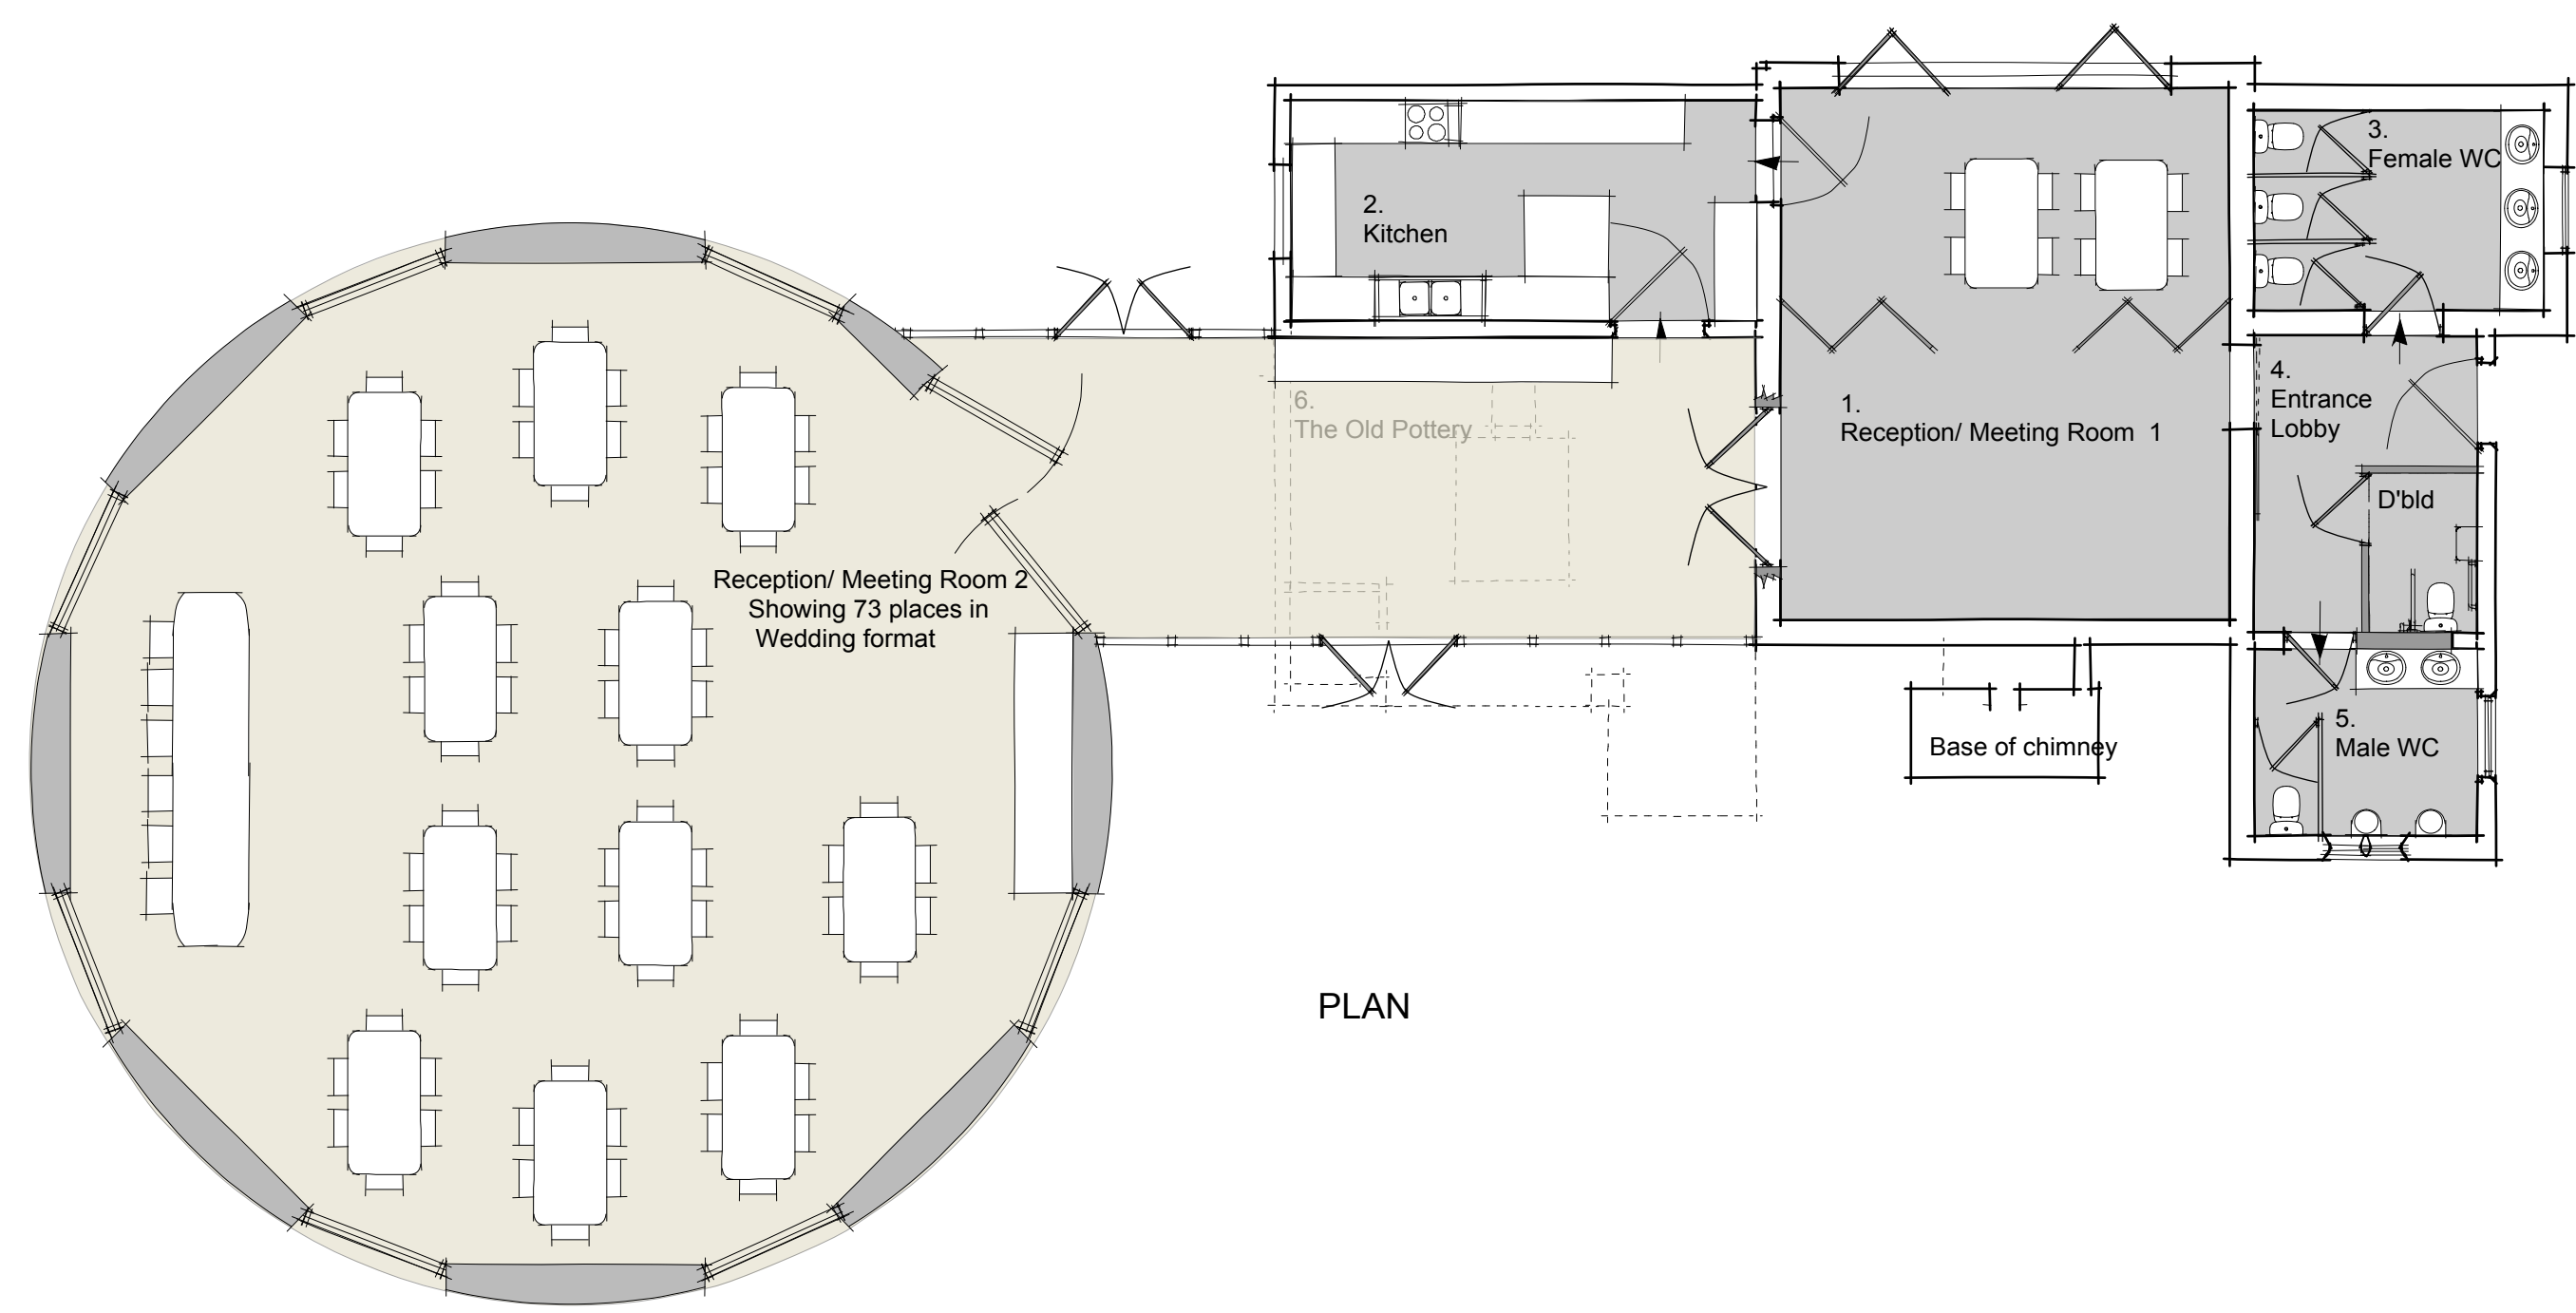 3.
Female WC
2.
Kitchen
4.
Entrance
Lobby
1.
Reception/ Meeting Room  1
6.
The Old Pottery
D'bld
Reception/ Meeting Room 2
Showing 73 places in
Wedding format
5.
Male WC
Base of chimney
PLAN